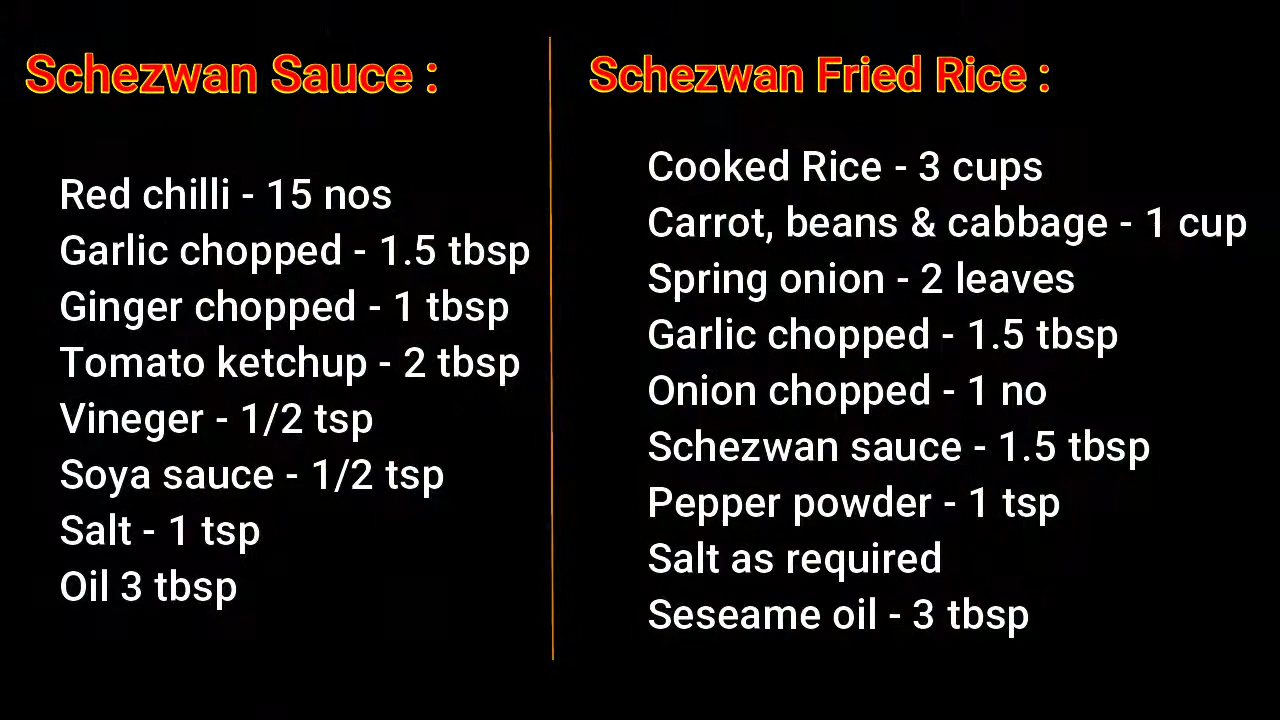 Schezwan Sauce :
Red chilli - 15 nos
Garlic chopped - 1.5 tbsp
Ginger chopped - 1 tbsp
Tomato ketchup - 2 tbsp
Vineger - 1/2 tsp
Soya sauce - 1/2 tsp
Salt - 1 tsp
Oil 3 tbsp
Schezwan Fried Rice :
Cooked Rice - 3 cups
Carrot, beans & cabbage - 1 cup
Spring onion - 2 leaves
Garlic chopped - 1.5 tbsp
Onion chopped - 1 no
Schezwan sauce - 1.5 tbsp
Pepper powder - 1 tsp
Salt as required
Seseame oil - 3 tbsp